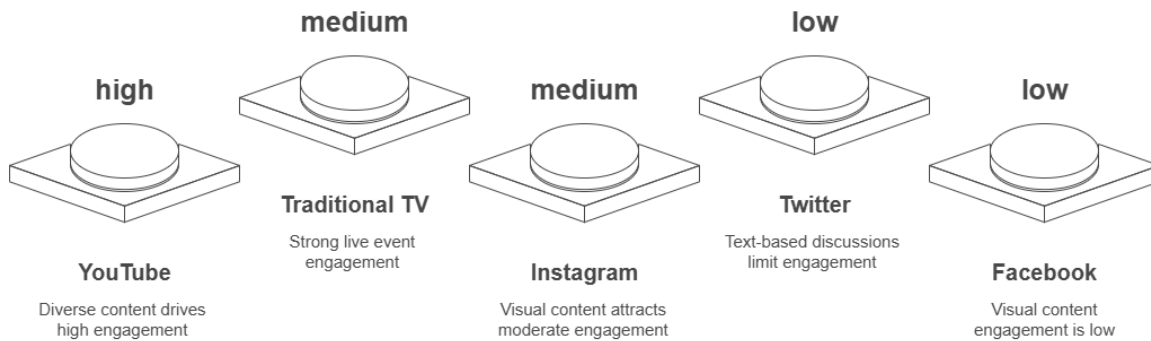 high
YouTube
Diverse content drives
high engagement
medium
Traditional TV
Strong live event
engagement
medium
Instagram
Visual content attracts
moderate engagement
low
Twitter
Text-based discussions
limit engagement
low
Facebook
Visual content
engagement is low